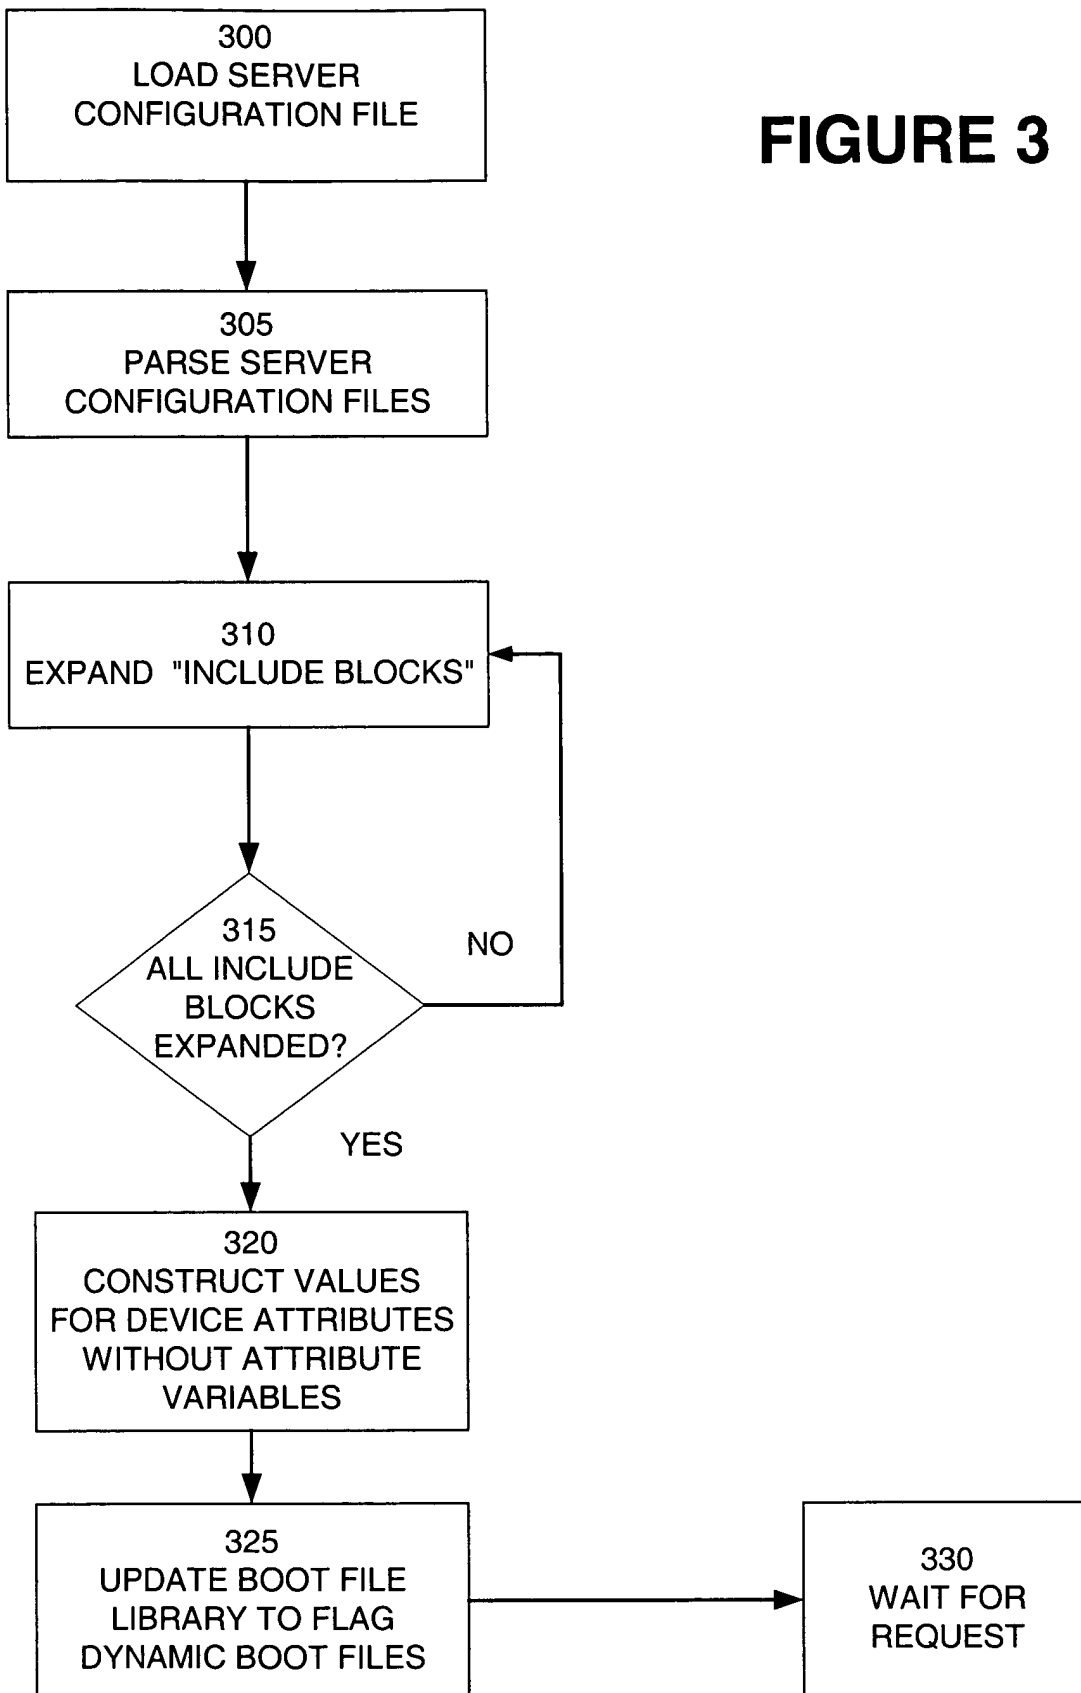 300
LOAD SERVER
CONFIGURATION FILE
FIGURE 3
305
PARSE SERVER
CONFIGURATION FILES
310
EXPAND "INCLUDE BLOCKS"
315
ALL INCLUDE
BLOCKS
EXPANDED?
NO
YES
320
CONSTRUCT VALUES
FOR DEVICE ATTRIBUTES
WITHOUT ATTRIBUTE
VARIABLES
325
UPDATE BOOT FILE
LIBRARY TO FLAG
DYNAMIC BOOT FILES
330
WAIT FOR
REQUEST